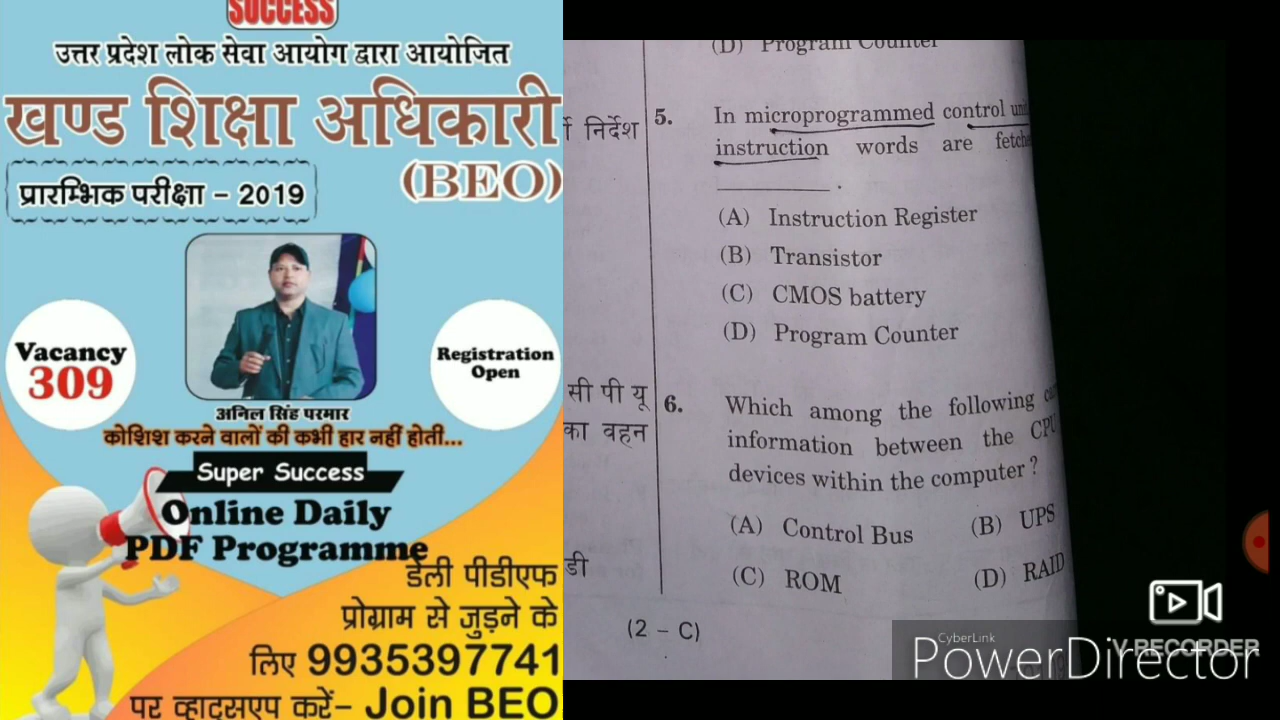 SUCCESS
उत्तर प्रदेश लोक सेवा आयोग द्वारा आयोजित
खण्ड शिक्षा अधिकारी
(BEO)
प्रारम्भिक परीक्षा – 2019
Vacancy
309
Registration
Open
अनिल सिंह परमार
कोशिश करने वालों की कभी हार नहीं होती...
Super Success
Online Daily
PDF Programme
डेली पीडीएफ
प्रोग्राम से जुड़ने के
लिए 9935397741
पर व्हाट्सएप करें– Join BEO
(D) Program Counter
निर्देश
5. In microprogrammed control
instruction words are
_______ .
(A) Instruction Register
(B) Transistor
(C) CMOS battery
(D) Program Counter
सी पी यू
का वहन
6. Which among the following
information between the CPU
devices within the computer ?
(A) Control Bus (B) UPS
(C) ROM (D) RAID
डी
(2 – C)
CyberLink
PowerDirector
V RECORDER